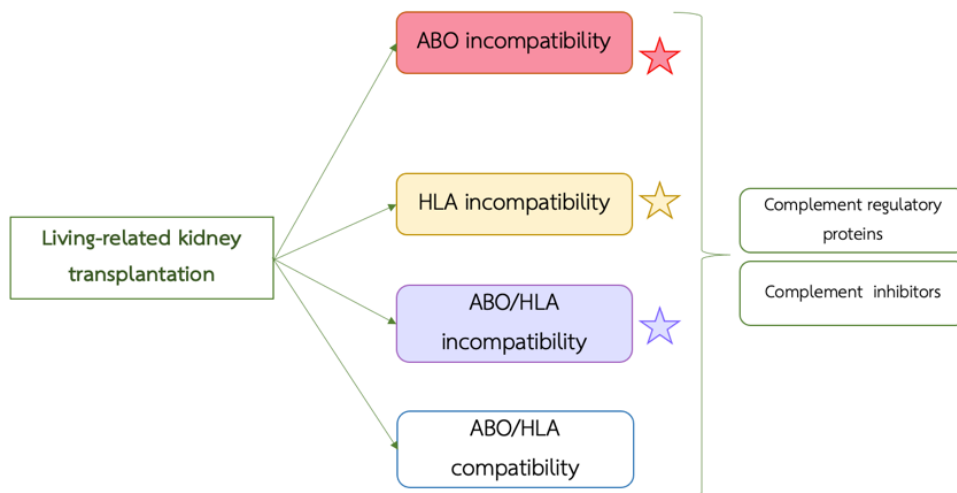 ABO incompatibility
HLA incompatibility
Living-related kidney
transplantation
ABO/HLA
incompatibility
ABO/HLA
compatibility
Complement regulatory
proteins
Complement inhibitors